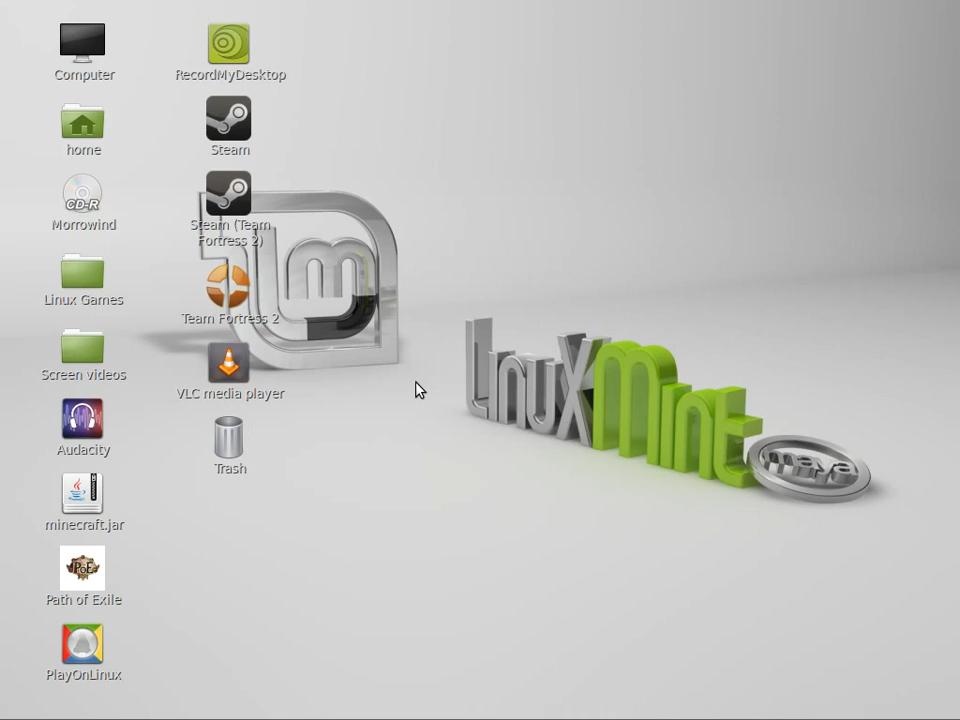 Computer
home
CD-R
Morrowind
Linux Games
Screen videos
Audacity
minecraft.jar
PoE
Path of Exile
PlayOnLinux
RecordMyDesktop
Steam
Steam (Team
Fortress 2)
Team Fortress 2
VLC media player
Trash
LinuxMint
maya